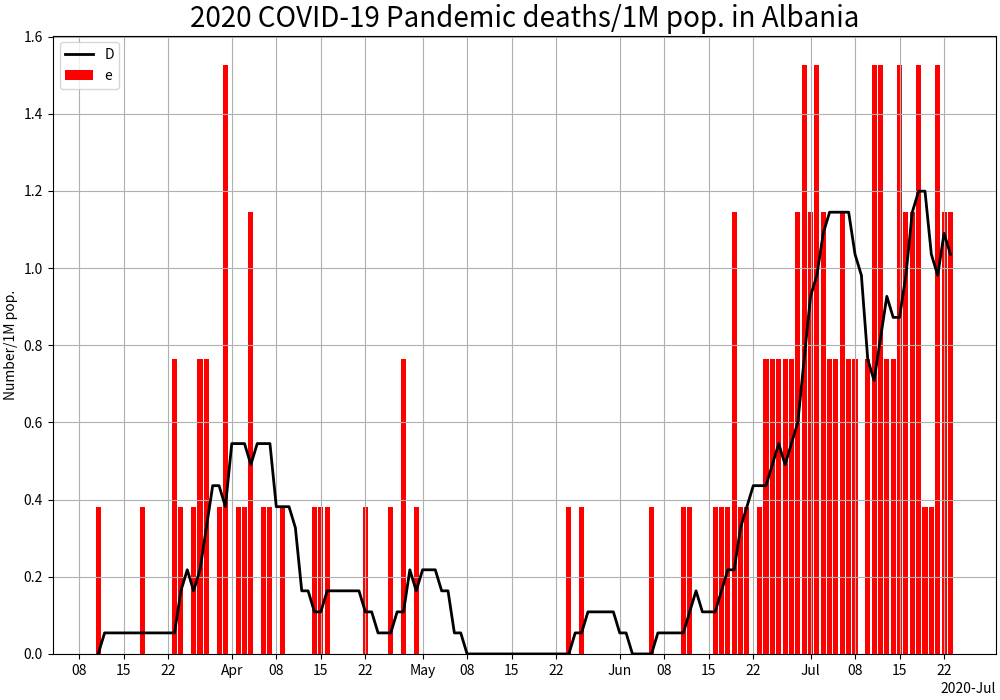 2020 COVID-19 Pandemic deaths/1M pop. in Albania
D
e
Number/1M pop.
1.6
1.4
1.2
1.0
0.8
0.6
0.4
0.2
0.0
08 15 22 Apr 08 15 22 May 08 15 22 Jun 08 15 22 Jul 08 15 22
2020-Jul